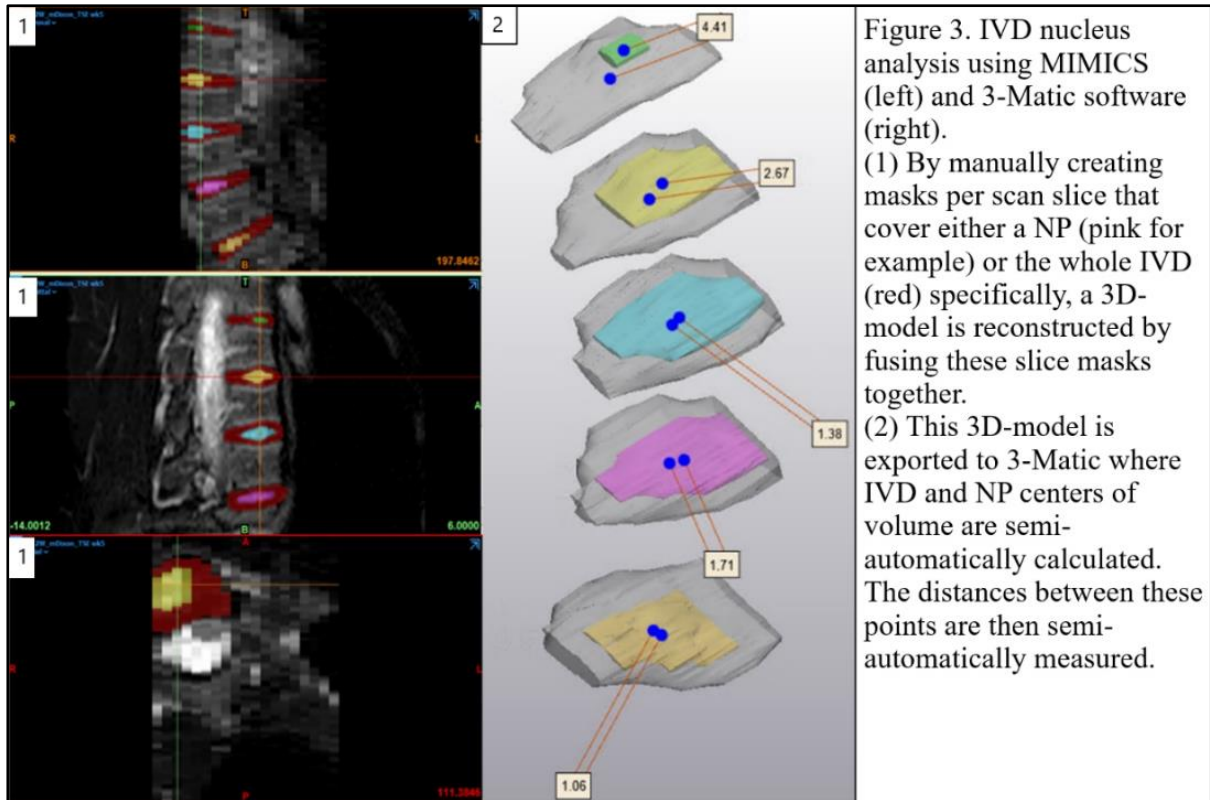 1
T
R
L
B
197.8462
1
T
P
A
-14.0012
B
6.0000
1
A
R
L
P
111.3846
2
4.41
2.67
1.38
1.71
1.06
Figure 3. IVD nucleus
analysis using MIMICS
(left) and 3-Matic software
(right).
(1) By manually creating
masks per scan slice that
cover either a NP (pink for
example) or the whole IVD
(red) specifically, a 3D-
model is reconstructed by
fusing these slice masks
together.
(2) This 3D-model is
exported to 3-Matic where
IVD and NP centers of
volume are semi-
automatically calculated.
The distances between these
points are then semi-
automatically measured.